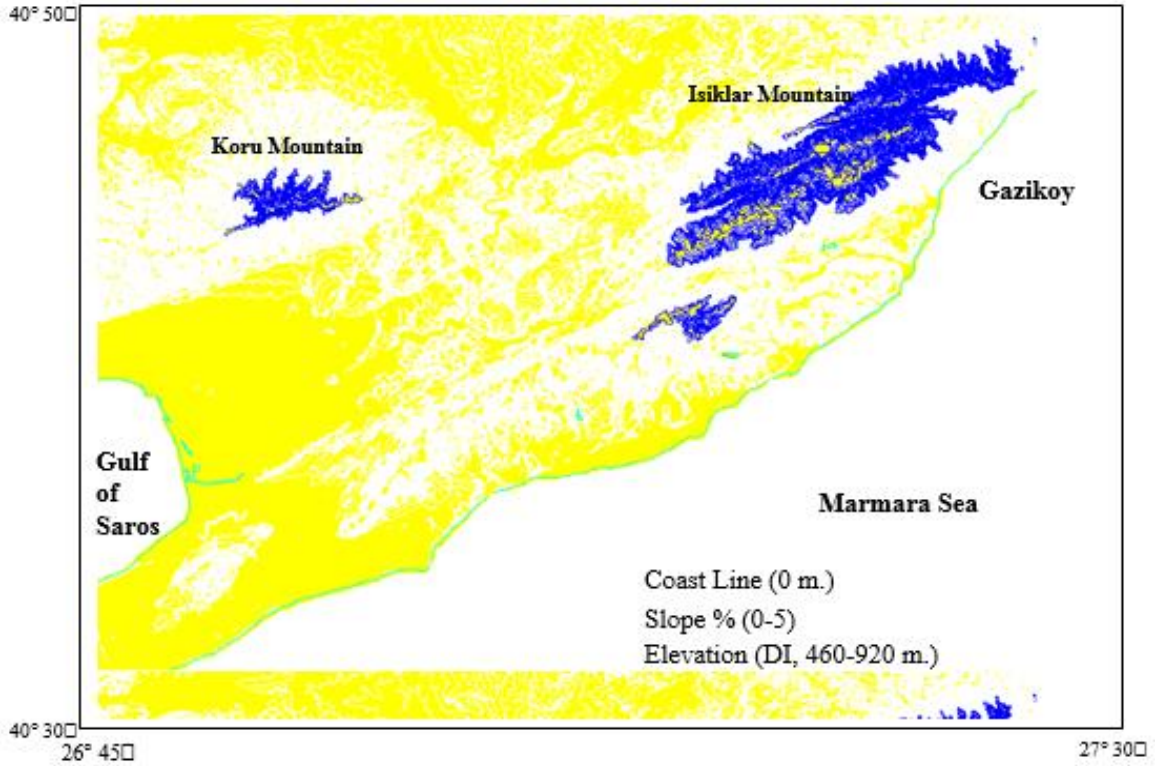 40° 50□
Isiklar Mountain
Koru Mountain
Gazikoy
Gulf
of
Saros
Marmara Sea
Coast Line (0 m.)
Slope % (0-5)
Elevation (DI, 460-920 m.)
40° 30□
26° 45□
27° 30□